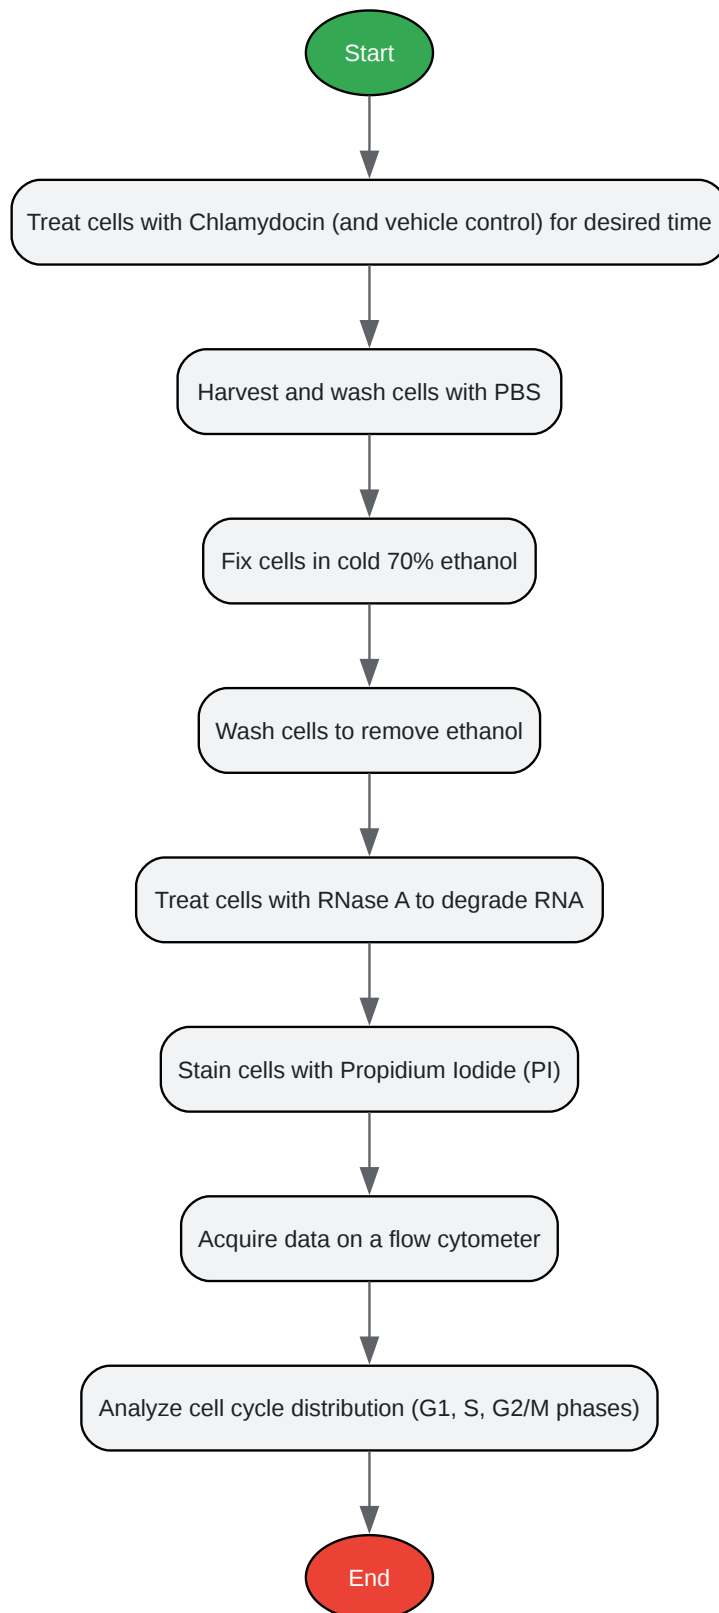 Start
Treat cells with Chlamydocin (and vehicle control) for desired time
Harvest and wash cells with PBS
Fix cells in cold 70% ethanol
Wash cells to remove ethanol
Treat cells with RNase A to degrade RNA
Stain cells with Propidium Iodide (PI)
Acquire data on a flow cytometer
Analyze cell cycle distribution (G1, S, G2/M phases)
End